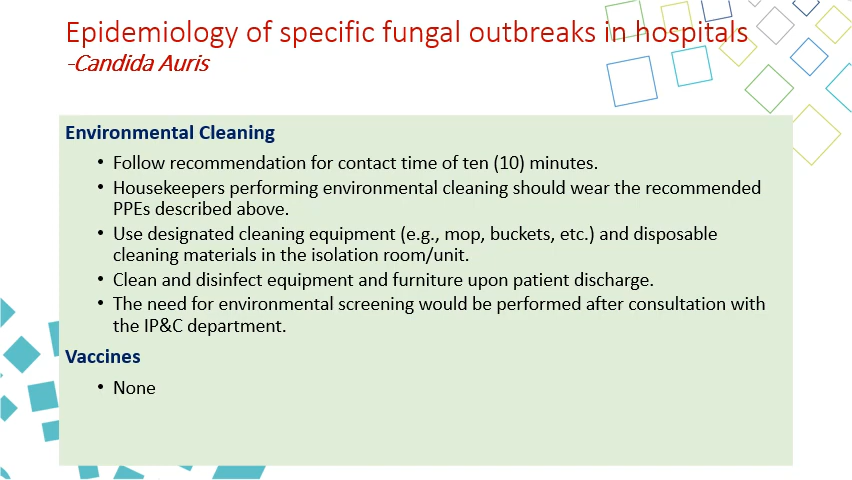 Epidemiology of specific fungal outbreaks in hospitals
-Candida Auris
Environmental Cleaning
• Follow recommendation for contact time of ten (10) minutes.
• Housekeepers performing environmental cleaning should wear the recommended
PPEs described above.
• Use designated cleaning equipment (e.g., mop, buckets, etc.) and disposable
cleaning materials in the isolation room/unit.
• Clean and disinfect equipment and furniture upon patient discharge.
• The need for environmental screening would be performed after consultation with
the IP&C department.
Vaccines
• None